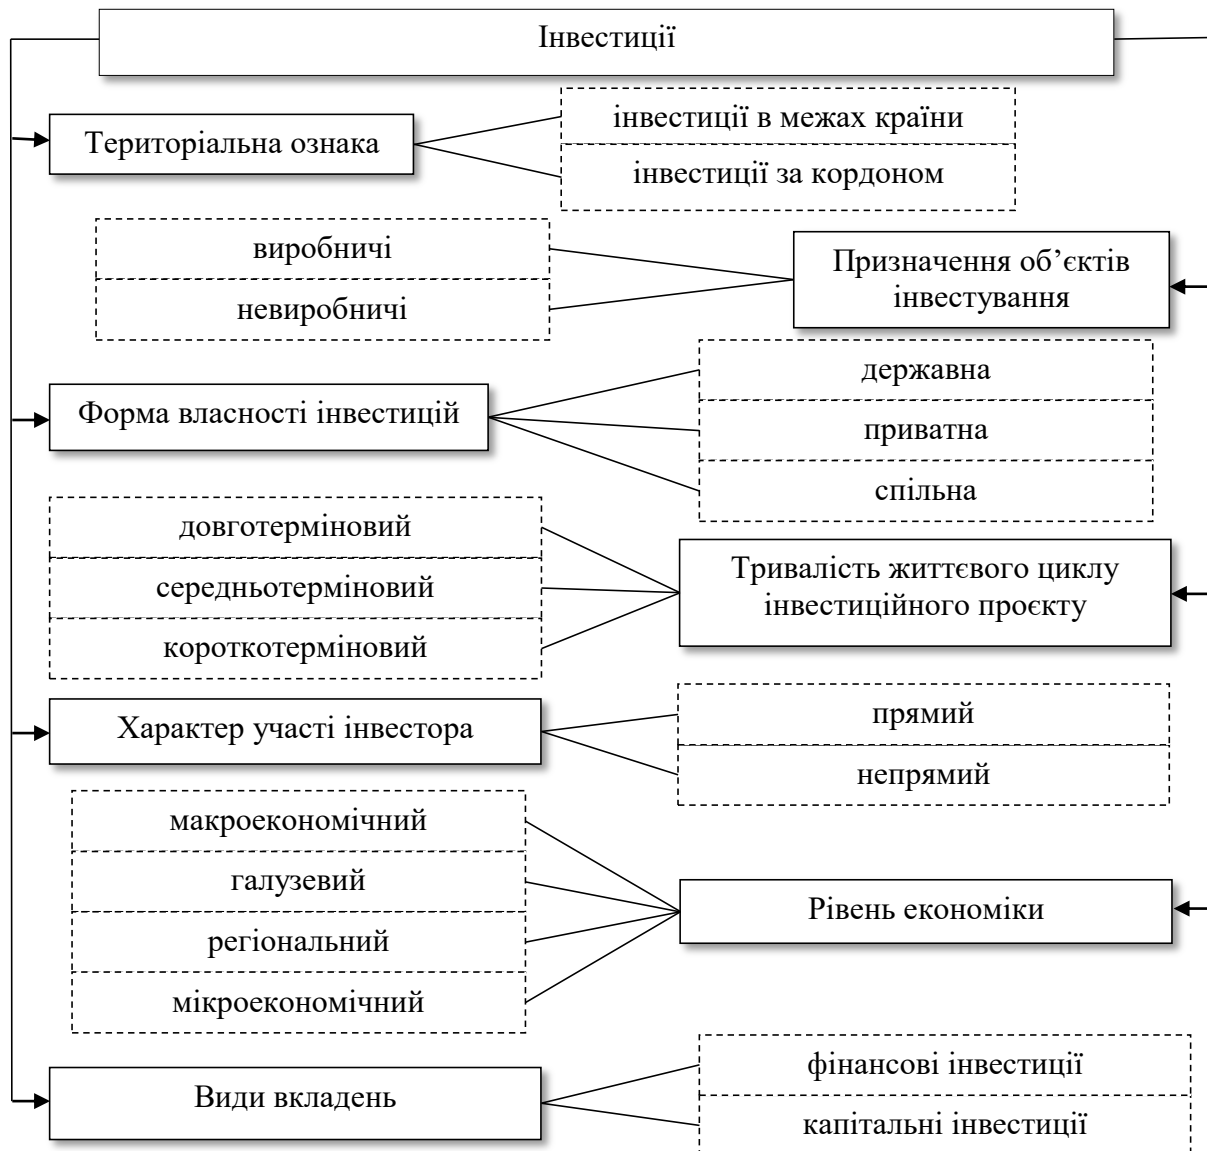 Інвестиції
Територіальна ознака
інвестиції в межах країни
інвестиції за кордоном
виробничі
невиробничі
Призначення об’єктів
інвестування
Форма власності інвестицій
державна
приватна
спільна
довготерміновий
середньотерміновий
короткотерміновий
Тривалість життєвого циклу
інвестиційного проєкту
Характер участі інвестора
прямий
непрямий
макроекономічний
галузевий
регіональний
мікроекономічний
Рівень економіки
Види вкладень
фінансові інвестиції
капітальні інвестиції